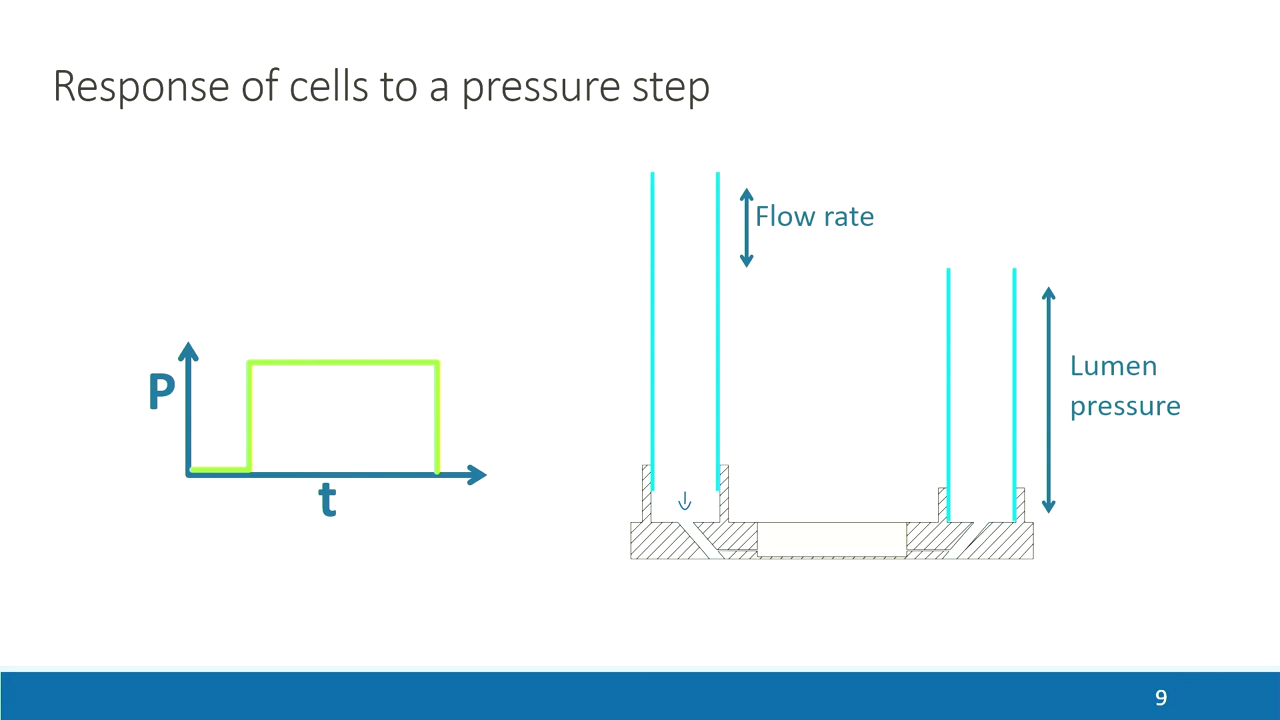 Response of cells to a pressure step
Flow rate
Lumen
pressure
P
t
9